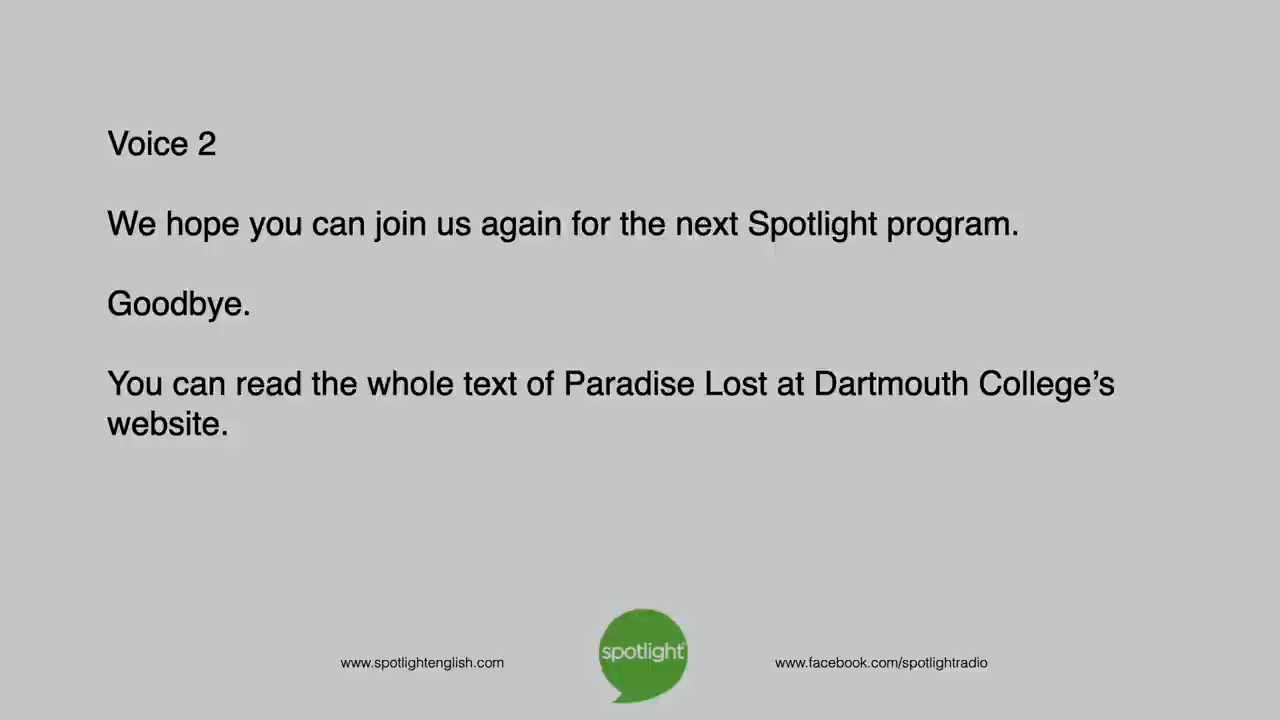 Voice 2
We hope you can join us again for the next Spotlight program.
Goodbye.
You can read the whole text of Paradise Lost at Dartmouth College’s
website.
www.spotlightenglish.com
spotlight
www.facebook.com/spotlightradio